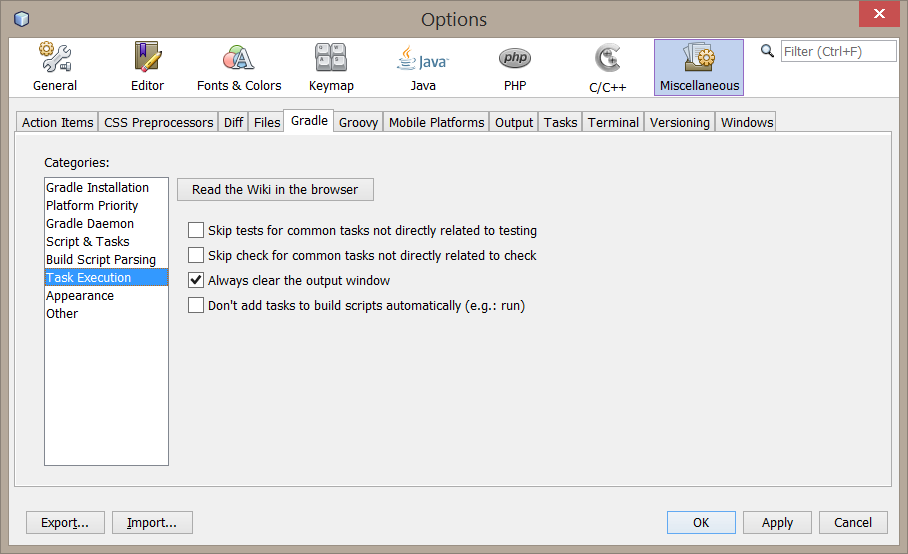 Options
General
Editor
Fonts & Colors
Keymap
Java
Java
php
PHP
C/C++
Miscellaneous
Filter (Ctrl+F)
Action Items CSS Preprocessors Diff Files Gradle Groovy Mobile Platforms Output Tasks Terminal Versioning Windows
Categories:
Gradle Installation
Platform Priority
Gradle Daemon
Script & Tasks
Build Script Parsing
Task Execution
Appearance
Other
Read the Wiki in the browser
Skip tests for common tasks not directly related to testing
Skip check for common tasks not directly related to check
Always clear the output window
Don't add tasks to build scripts automatically (e.g.: run)
Export... Import... OK Apply Cancel